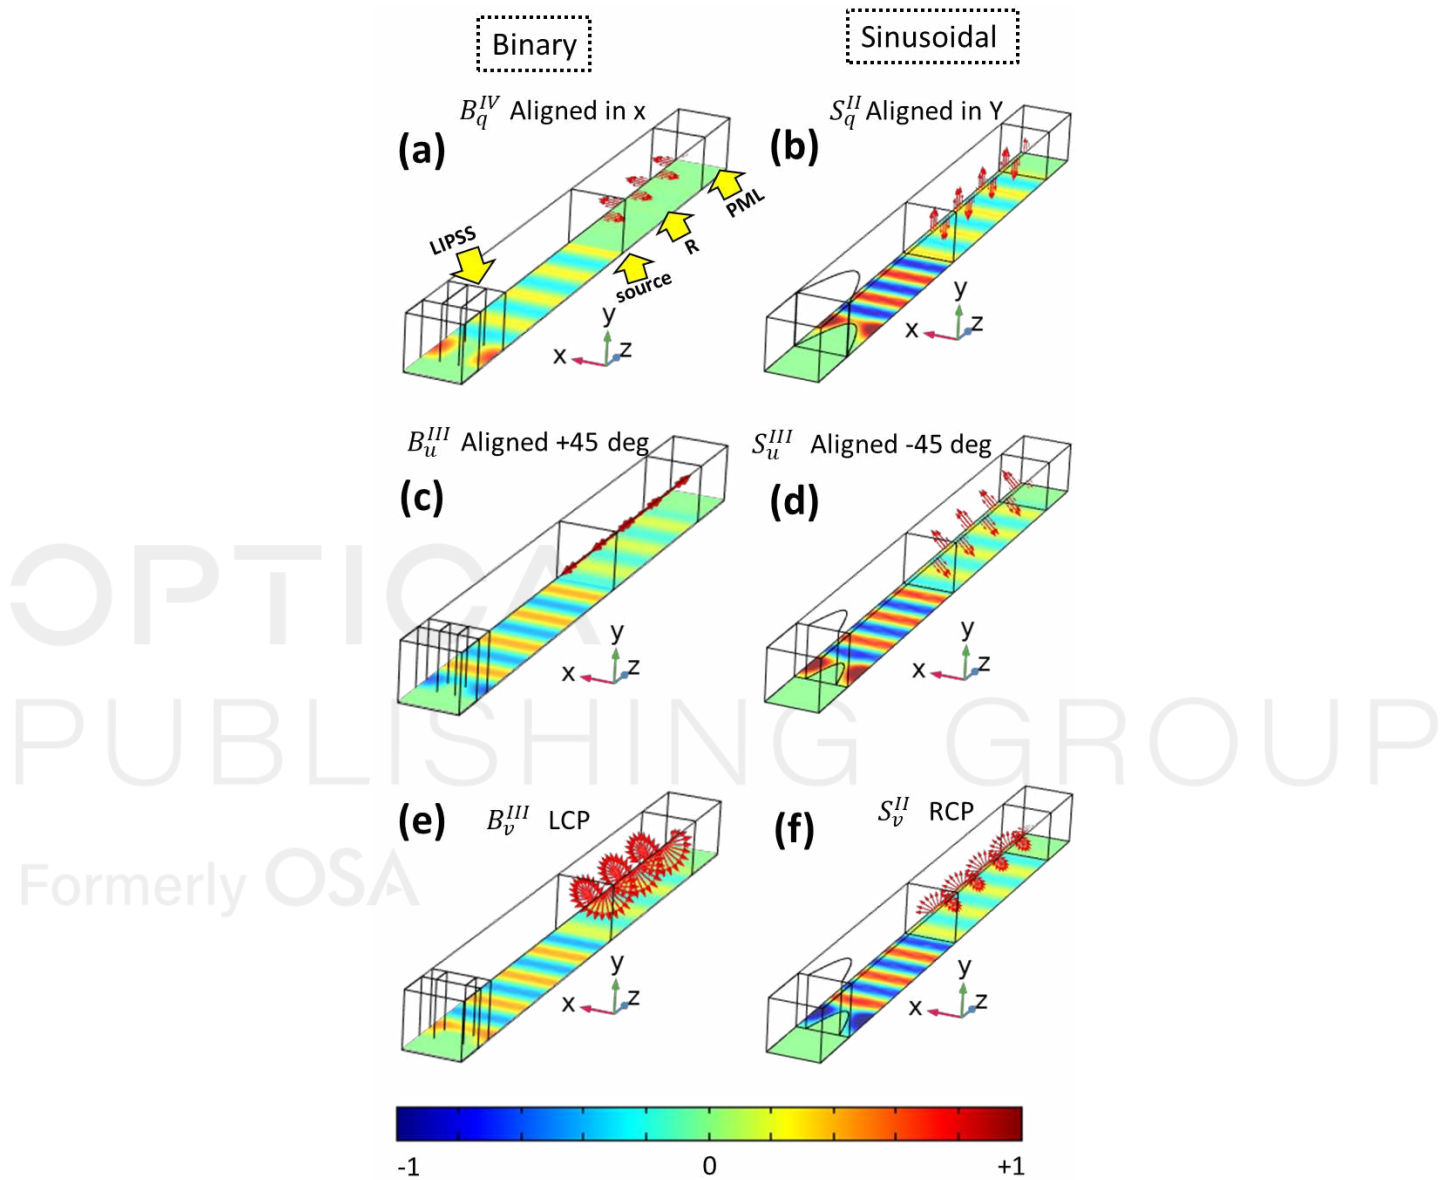 Binary
Sinusoidal
(a)
B_q^{IV} Aligned in x
LIPSS
source
R
PML
y
x
z
(b)
S_q^{II} Aligned in Y
y
x
z
(c)
B_u^{III} Aligned +45 deg
y
x
z
(d)
S_u^{III} Aligned -45 deg
y
x
z
(e)
B_v^{III} LCP
y
x
z
(f)
S_v^{II} RCP
y
x
z
-1
0
+1
OPTICA
PUBLISHING GROUP
Formerly OSA